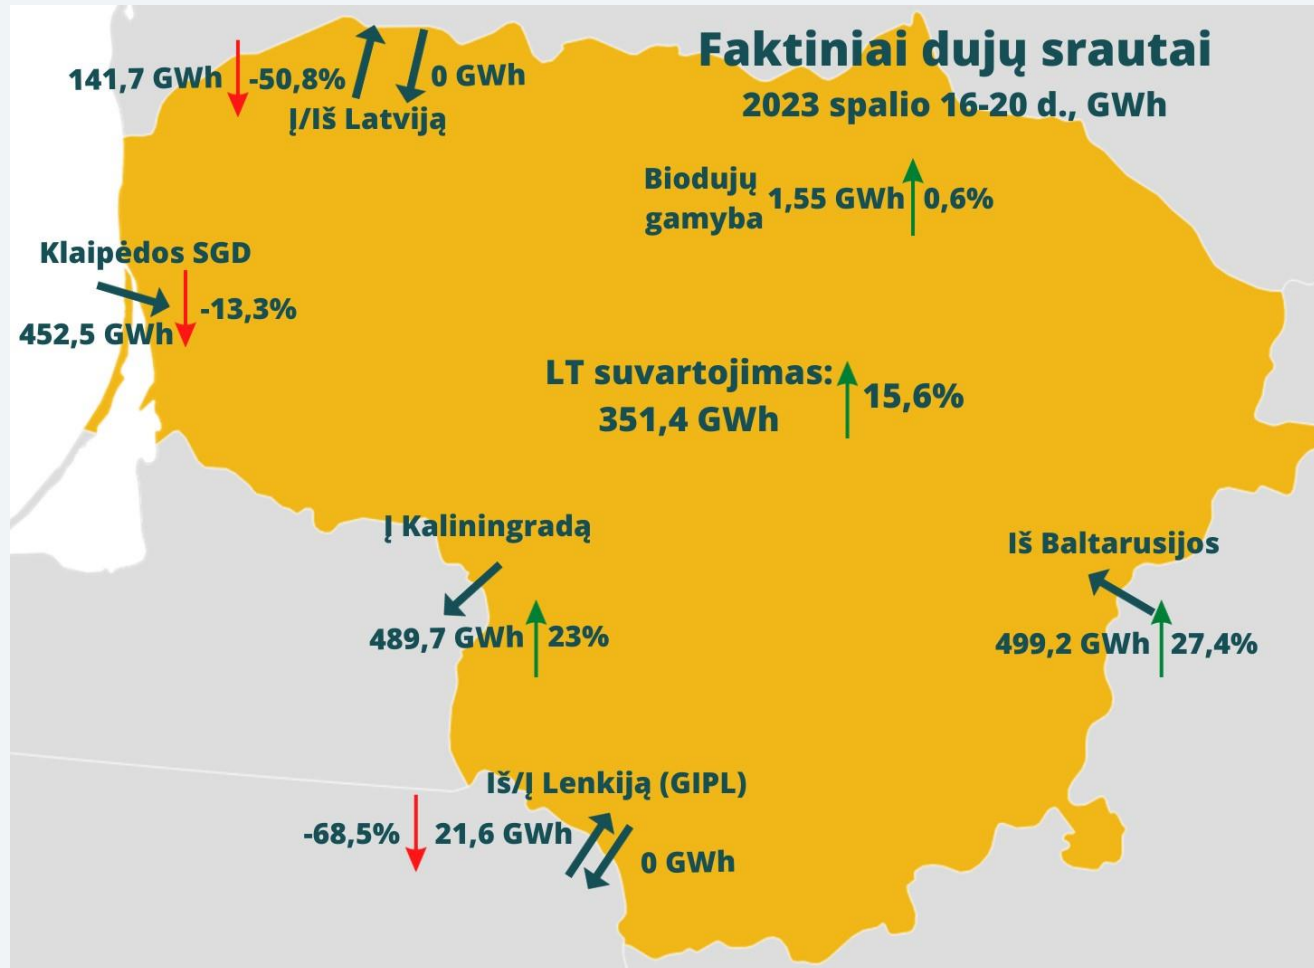 Faktiniai dujų srautai
2023 spalio 16-20 d., GWh
141,7 GWh -50,8% 0 GWh
Į/Iš Latviją
Biodujų
gamyba 1,55 GWh 0,6%
Klaipėdos SGD
-13,3%
452,5 GWh
LT suvartojimas:
351,4 GWh 15,6%
Į Kaliningradą
489,7 GWh 23%
Iš Baltarusijos
499,2 GWh 27,4%
Iš/Į Lenkiją (GIPL)
-68,5% 21,6 GWh
0 GWh